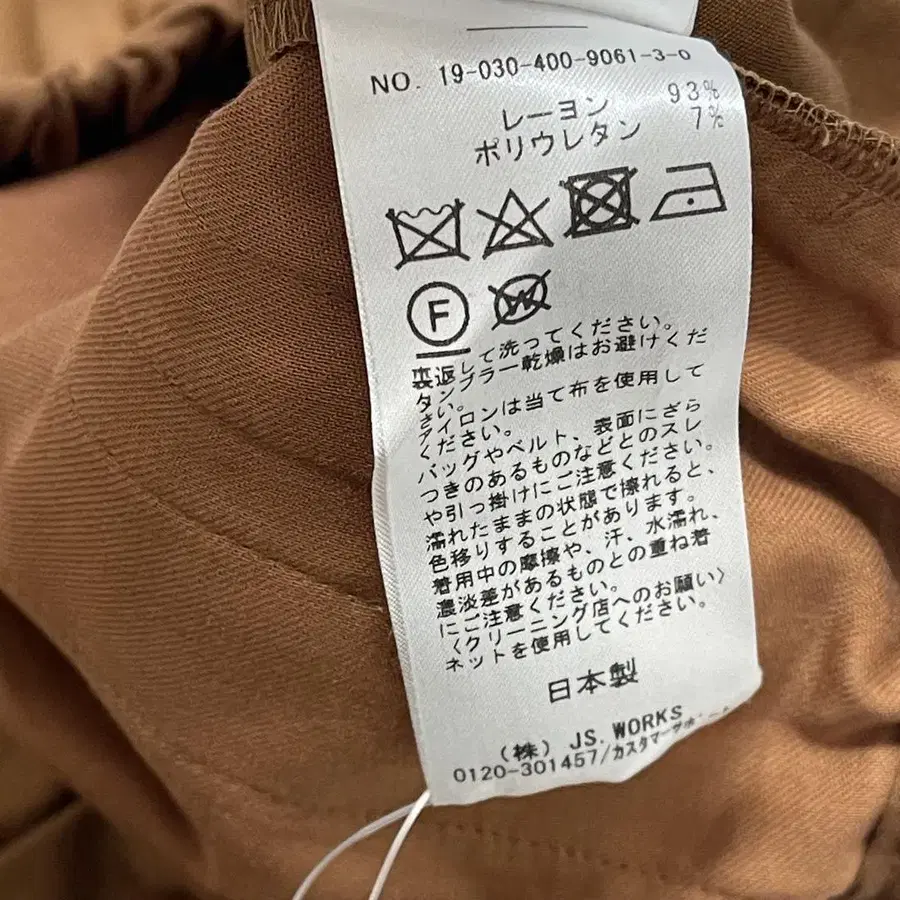 NO. 19-030-400-9061-3-6
レーヨン 93%
ポリウレタン 7%
F
W
裏返して洗ってください。
タンブラー乾燥はお避けくだ
さい。
アイロンは当て布を使用して
ください。
バッグやベルト、表面にざら
つきのあるものなどとのスレ
や引っ掛けにご注意ください。
濡れたままの状態で擦れると、
色移りすることがあります。
着用中の摩擦や、汗、水濡れ、
濃淡差があるものとの重ね着
にご注意ください。
〈クリーニング店へのお願い〉
ネットを使用してください。
日本製
(株) JS.WORKS
0120-301457/カスタマーサポート